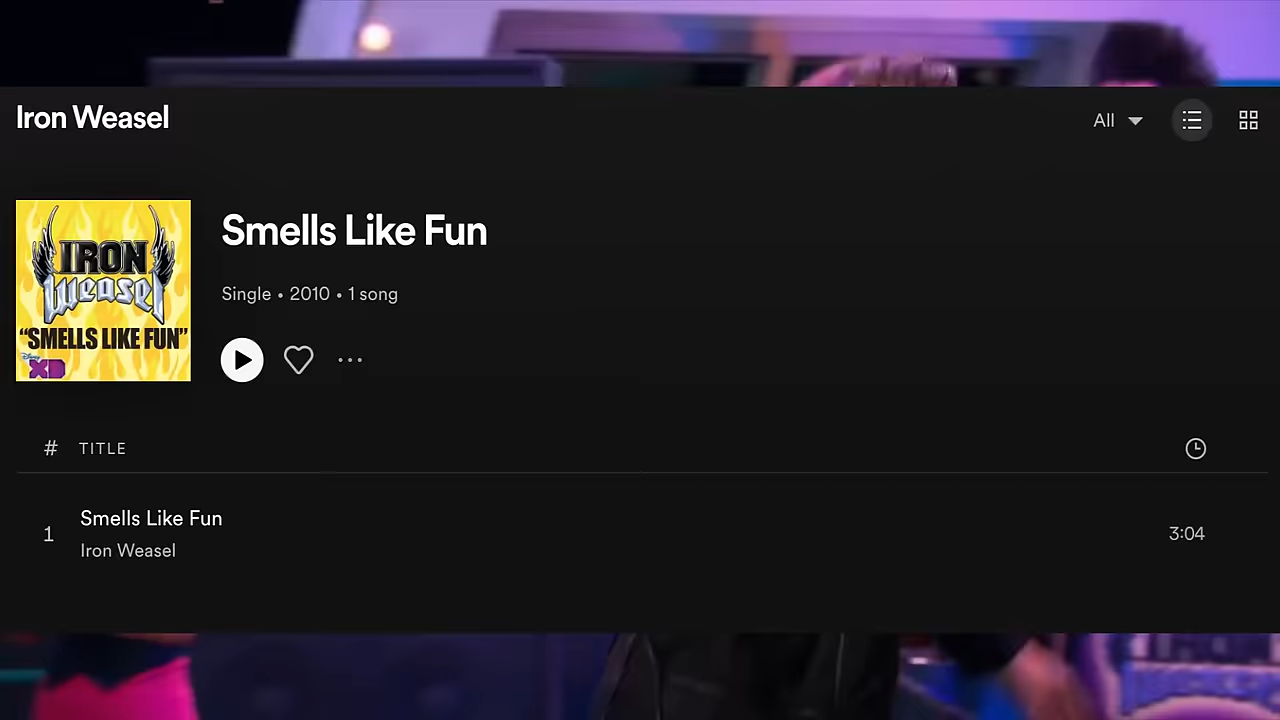 Iron Weasel
All
IRON
Weasel
"SMELLS LIKE FUN"
Disney
XD
Smells Like Fun
Single • 2010 • 1 song
# TITLE
1
Smells Like Fun
Iron Weasel
3:04